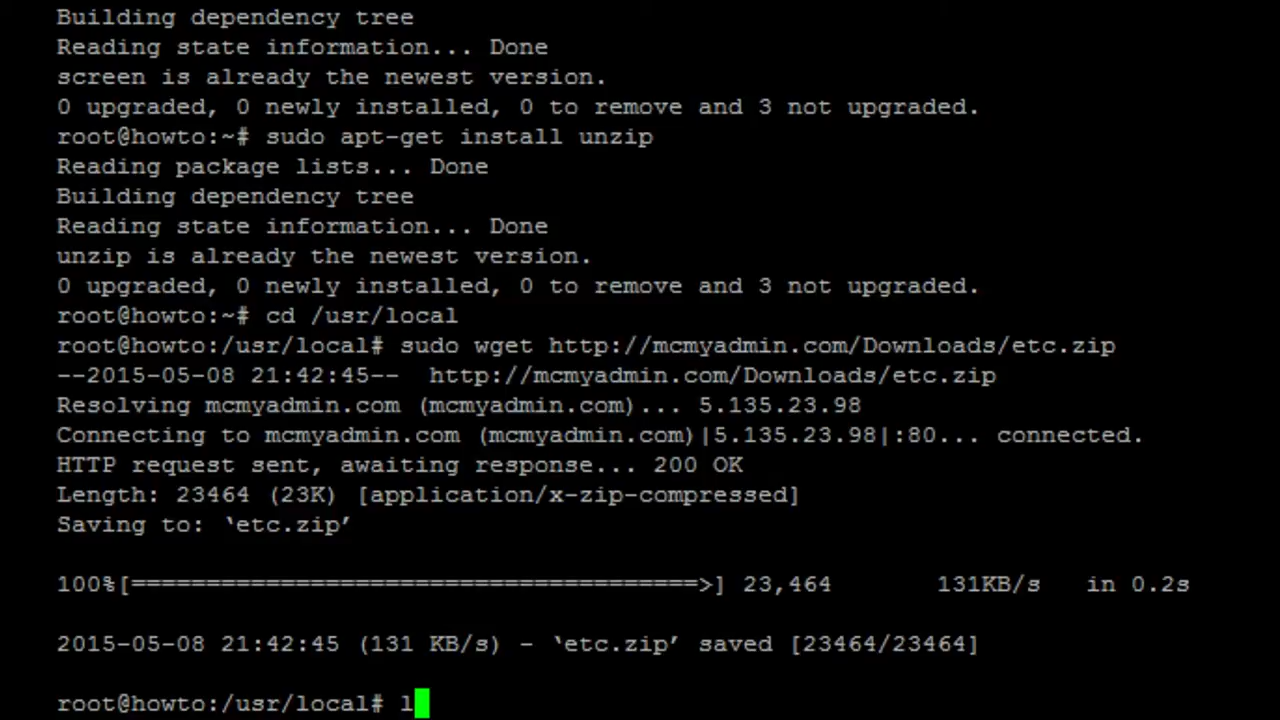 Building dependency tree
Reading state information... Done
screen is already the newest version.
0 upgraded, 0 newly installed, 0 to remove and 3 not upgraded.
root@howto:~# sudo apt-get install unzip
Reading package lists... Done
Building dependency tree
Reading state information... Done
unzip is already the newest version.
0 upgraded, 0 newly installed, 0 to remove and 3 not upgraded.
root@howto:~# cd /usr/local
root@howto:/usr/local# sudo wget http://mcmyadmin.com/Downloads/etc.zip
--2015-05-08 21:42:45--  http://mcmyadmin.com/Downloads/etc.zip
Resolving mcmyadmin.com (mcmyadmin.com)... 5.135.23.98
Connecting to mcmyadmin.com (mcmyadmin.com)|5.135.23.98|:80... connected.
HTTP request sent, awaiting response... 200 OK
Length: 23464 (23K) [application/x-zip-compressed]
Saving to: ‘etc.zip’
100%[======================================>] 23,464       131KB/s   in 0.2s
2015-05-08 21:42:45 (131 KB/s) - ‘etc.zip’ saved [23464/23464]
root@howto:/usr/local# l